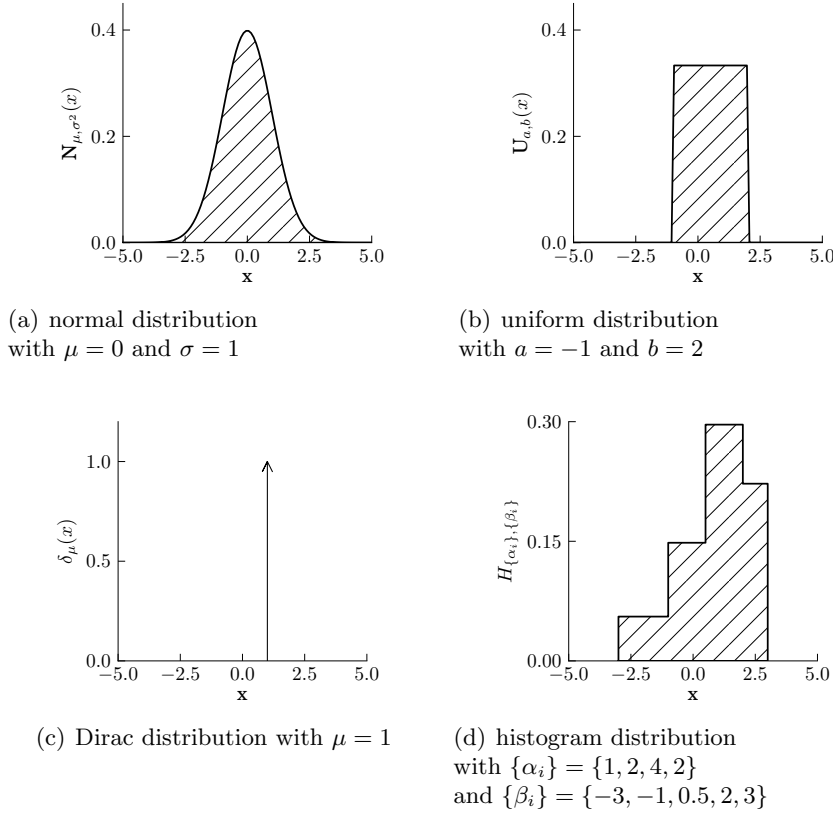 0.4
0.2
0.0
N_{μ,σ²}(x)
−5.0 −2.5 0.0 2.5 5.0
x
(a) normal distribution
with μ = 0 and σ = 1
0.4
0.2
0.0
U_{a,b}(x)
−5.0 −2.5 0.0 2.5 5.0
x
(b) uniform distribution
with a = −1 and b = 2
1.0
0.5
0.0
δ_μ(x)
−5.0 −2.5 0.0 2.5 5.0
x
(c) Dirac distribution with μ = 1
0.30
0.15
0.00
H_{{α_i},{β_i}}
−5.0 −2.5 0.0 2.5 5.0
x
(d) histogram distribution
with {α_i} = {1, 2, 4, 2}
and {β_i} = {−3, −1, 0.5, 2, 3}